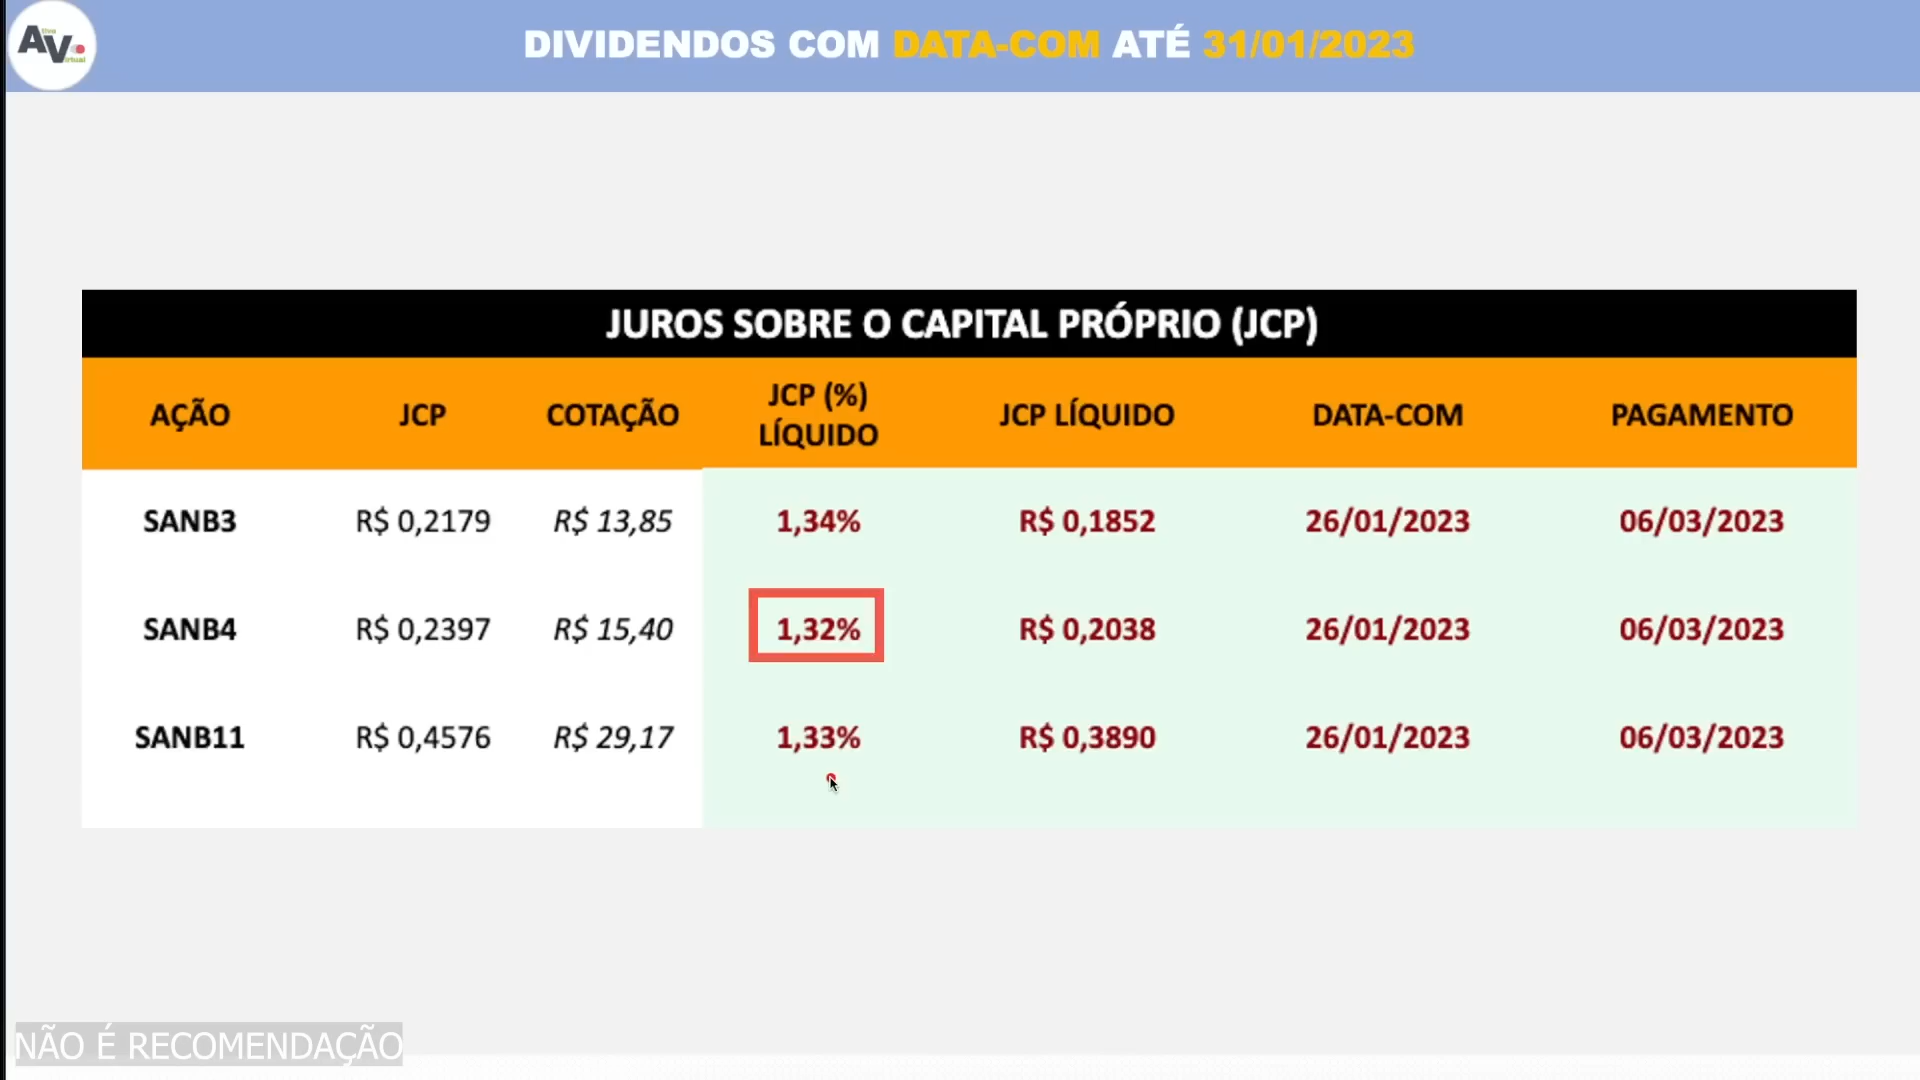 AtivoVirtual
DIVIDENDOS COM DATA-COM ATÉ 31/01/2023
JUROS SOBRE O CAPITAL PRÓPRIO (JCP)
AÇÃO JCP COTAÇÃO JCP (%) LÍQUIDO JCP LÍQUIDO DATA-COM PAGAMENTO
SANB3 R$ 0,2179 R$ 13,85 1,34% R$ 0,1852 26/01/2023 06/03/2023
SANB4 R$ 0,2397 R$ 15,40 1,32% R$ 0,2038 26/01/2023 06/03/2023
SANB11 R$ 0,4576 R$ 29,17 1,33% R$ 0,3890 26/01/2023 06/03/2023
NÃO É RECOMENDAÇÃO